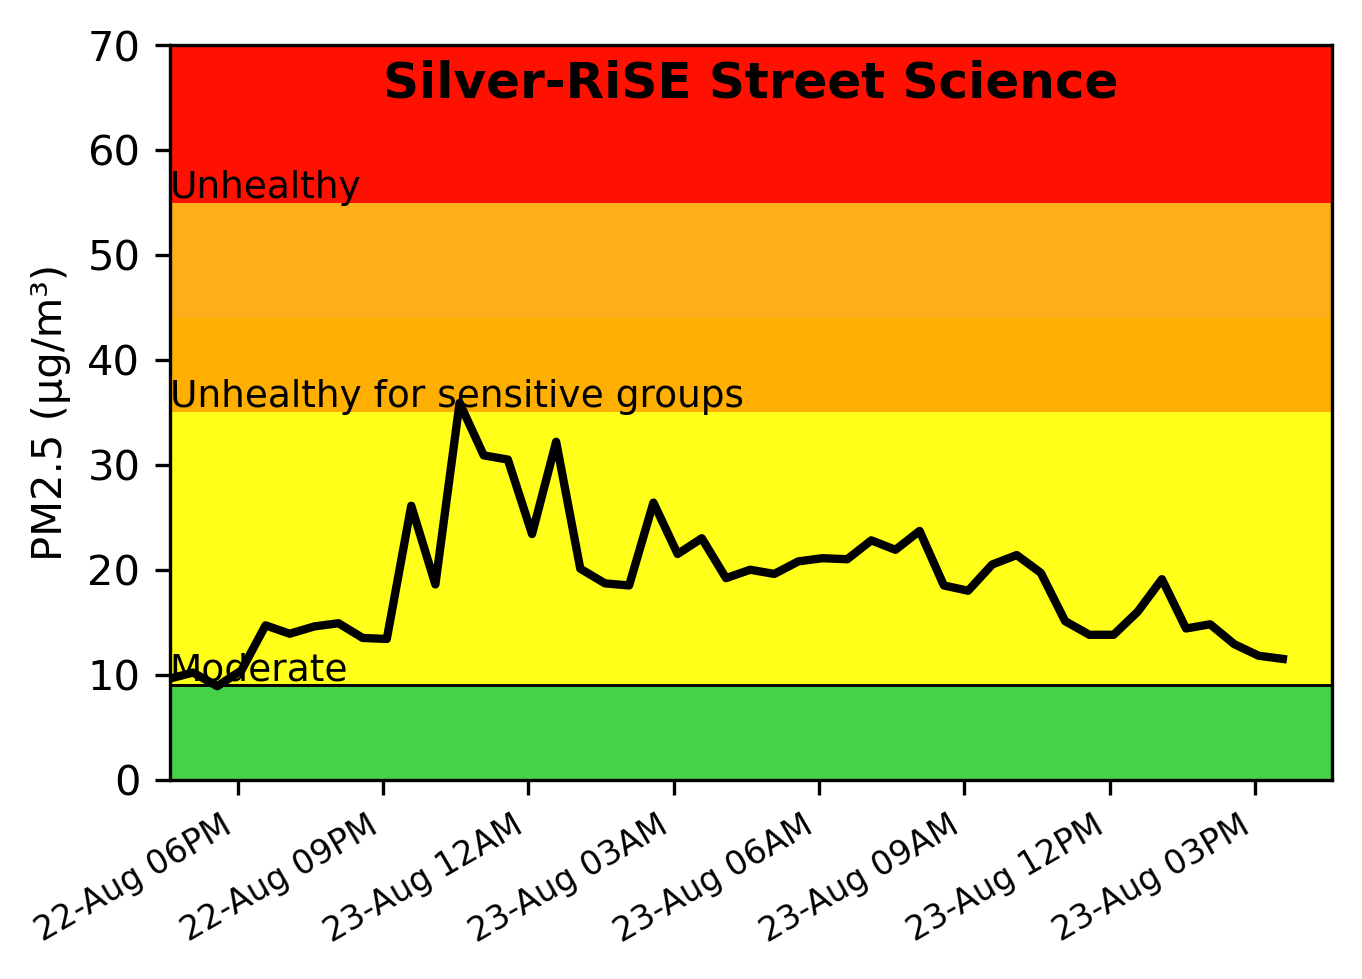 Silver-RiSE Street Science
70
60
50
40
30
20
10
0
PM2.5 (µg/m³)
Unhealthy
Unhealthy for sensitive groups
Moderate
22-Aug 06PM
22-Aug 09PM
23-Aug 12AM
23-Aug 03AM
23-Aug 06AM
23-Aug 09AM
23-Aug 12PM
23-Aug 03PM